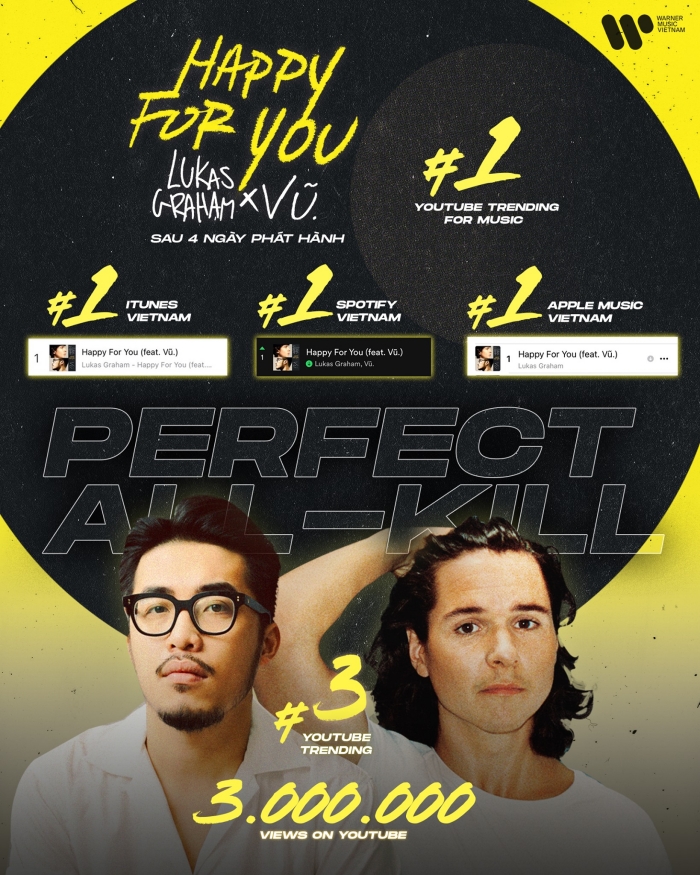 WARNER
MUSIC
VIETNAM
HAPPY
FOR YOU
LUKAS
GRAHAM x VŨ.
SAU 4 NGÀY PHÁT HÀNH
#1
YOUTUBE TRENDING
FOR MUSIC
#1 ITUNES
VIETNAM
1 Happy For You (feat. Vũ.)
Lukas Graham - Happy For You (feat....
#1 SPOTIFY
VIETNAM
1 Happy For You (feat. Vũ.)
Lukas Graham, Vũ.
#1 APPLE MUSIC
VIETNAM
1 Happy For You (feat. Vũ.)
Lukas Graham
PERFECT
ALL-KILL
#3
YOUTUBE
TRENDING
3.000.000
VIEWS ON YOUTUBE